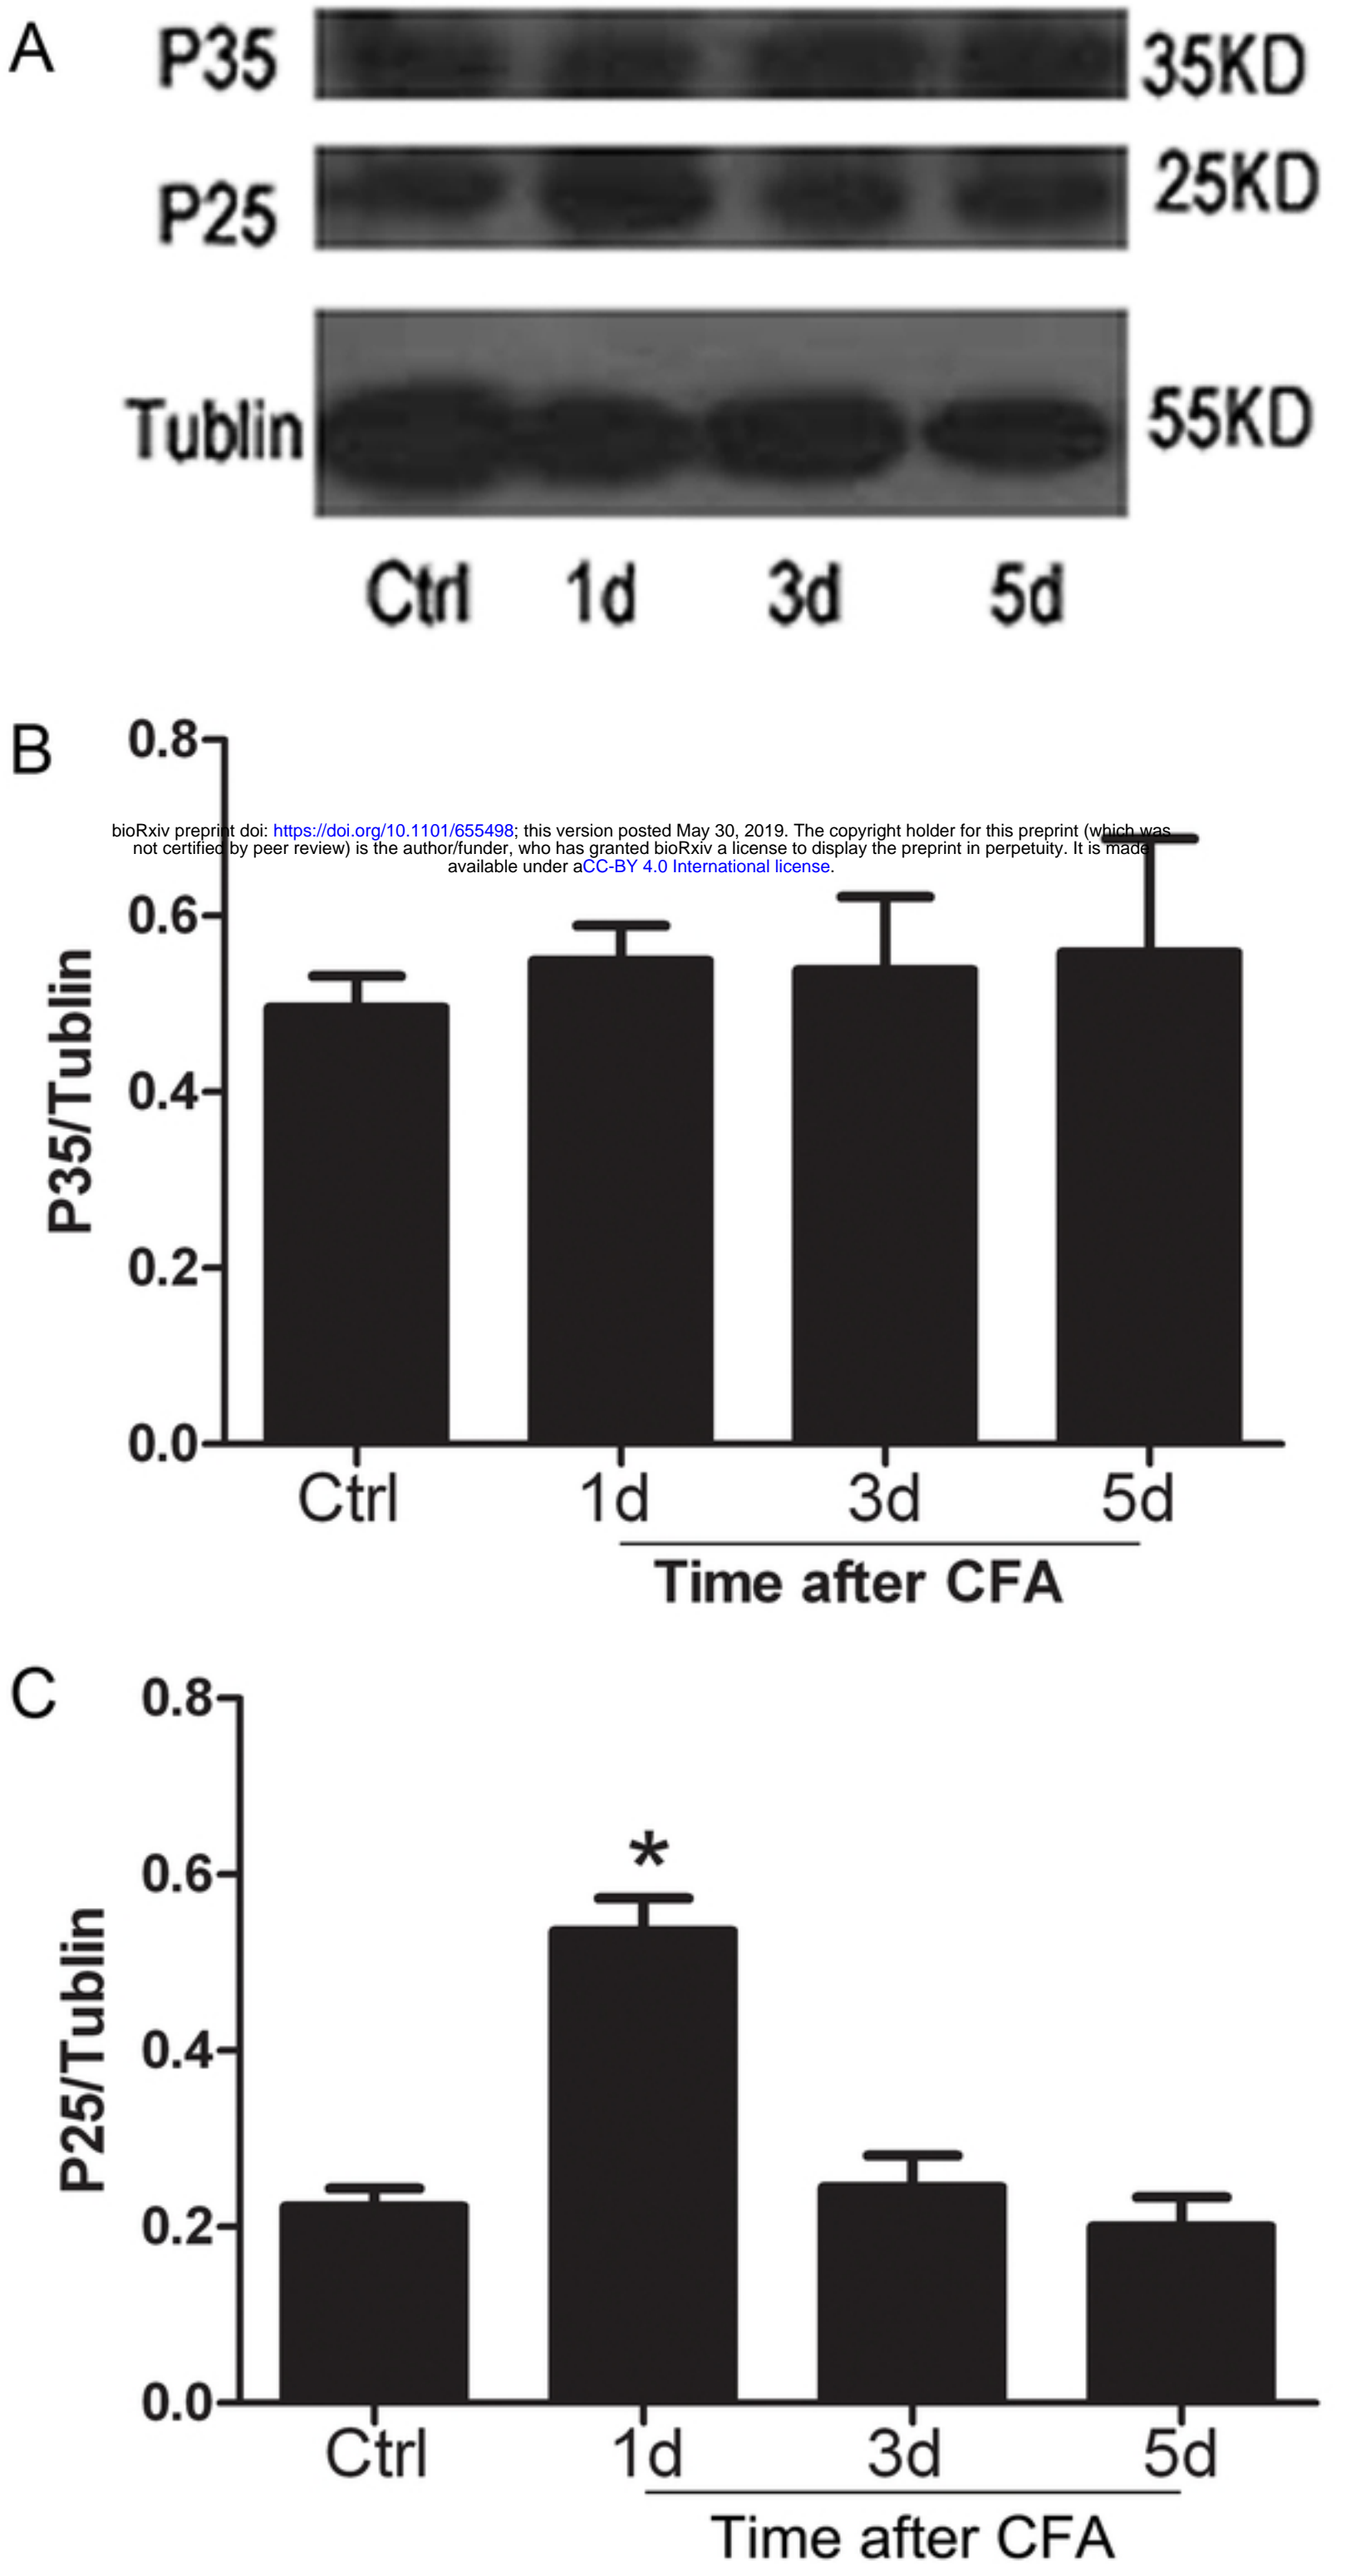 A
P35
35KD
P25
25KD
Tublin
55KD
Ctrl 1d 3d 5d
B
0.8
bioRxiv preprint doi: https://doi.org/10.1101/655498; this version posted May 30, 2019. The copyright holder for this preprint (which was
not certified by peer review) is the author/funder, who has granted bioRxiv a license to display the preprint in perpetuity. It is made
available under aCC-BY 4.0 International license.
0.6
0.4
0.2
0.0
P35/Tublin
Ctrl 1d 3d 5d
Time after CFA
C
0.8
*
0.6
0.4
0.2
0.0
P25/Tublin
Ctrl 1d 3d 5d
Time after CFA